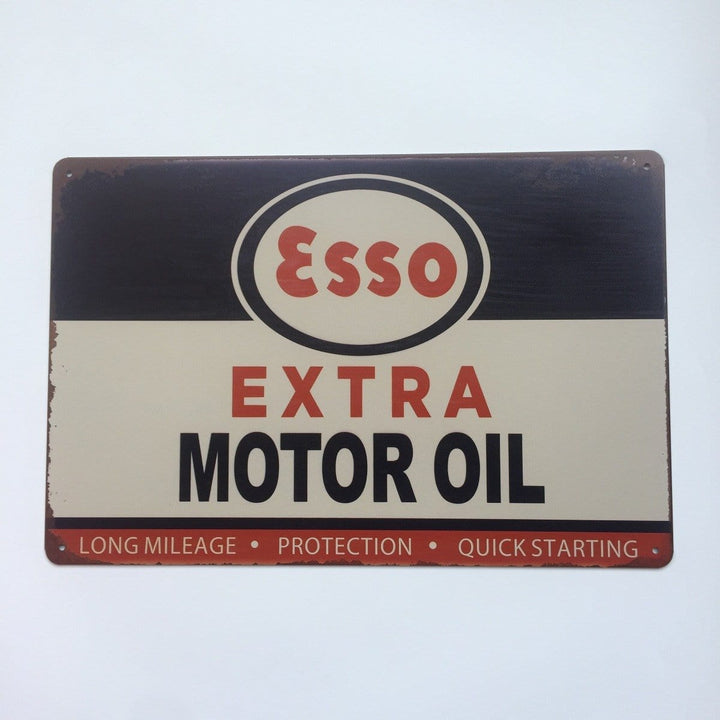 Esso
EXTRA
MOTOR OIL
LONG MILEAGE • PROTECTION • QUICK STARTING